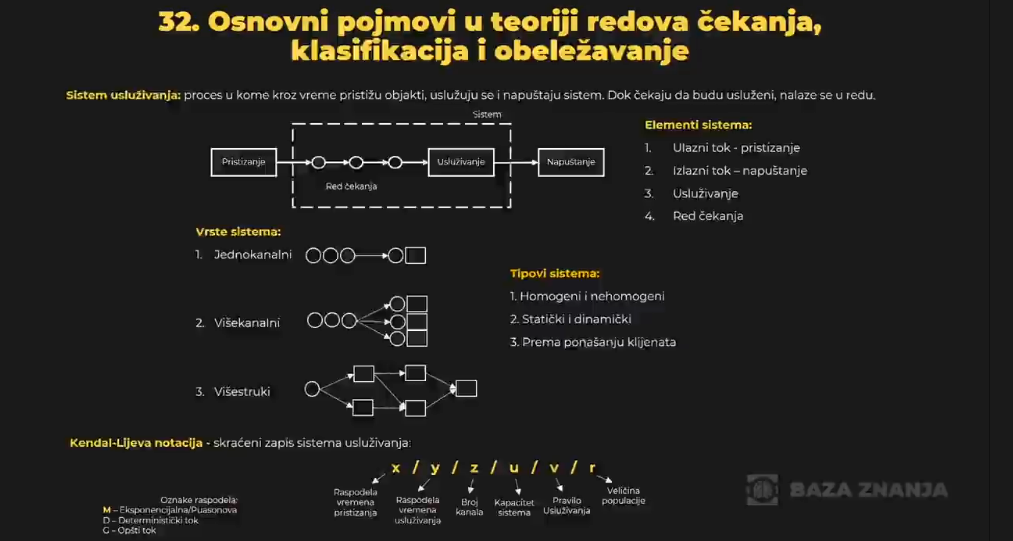 32. Osnovni pojmovi u teoriji redova čekanja,
klasifikacija i obeležavanje
Sistem usluživanja: proces u kome kroz vreme pristižu objekti, uslužuju se i napuštaju sistem. Dok čekaju da budu usluženi, nalaze se u redu.
Sistem
Pristizanje
Usluživanje
Napuštanje
Red čekanja
Elementi sistema:
1. Ulazni tok - pristizanje
2. Izlazni tok – napuštanje
3. Usluživanje
4. Red čekanja
Vrste sistema:
1. Jednokanalni
2. Višekanalni
3. Višestruki
Tipovi sistema:
1. Homogeni i nehomogeni
2. Statički i dinamički
3. Prema ponašanju klijenata
Kendal-Lijeva notacija - skraćeni zapis sistema usluživanja:
x / y / z / u / v / r
Raspodela
vremena
pristizanja
Raspodela
vremena
usluživanja
Broj
kanala
Kapacitet
sistema
Pravilo
Usluživanja
Veličina
populacije
Oznake raspodela:
M – Eksponencijalna/Puasonova
D – Deterministički tok
G – Opšti tok
BAZA ZNANJA